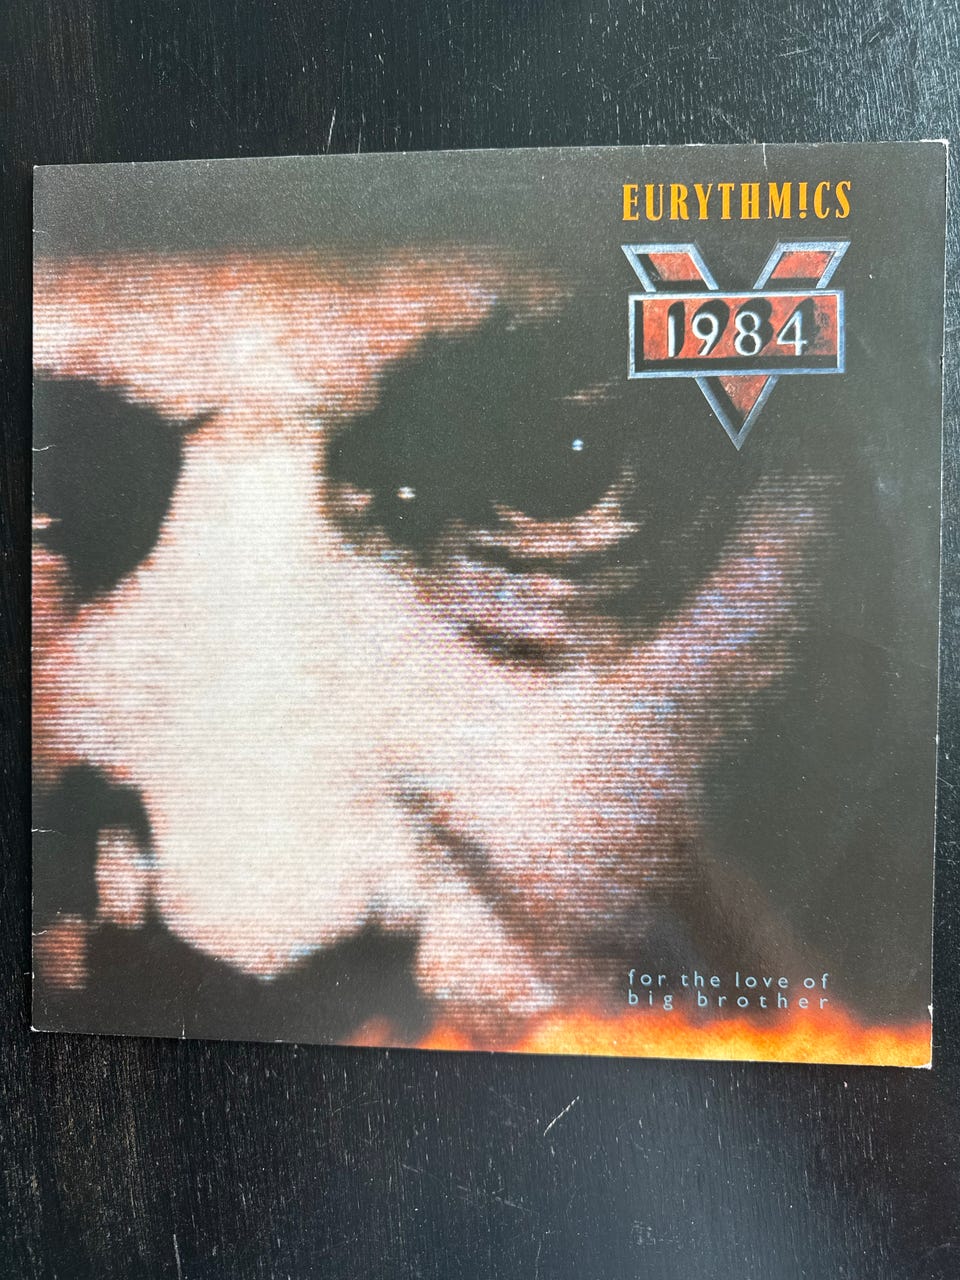 EURYTHM!CS
1984
for the love of
big brother